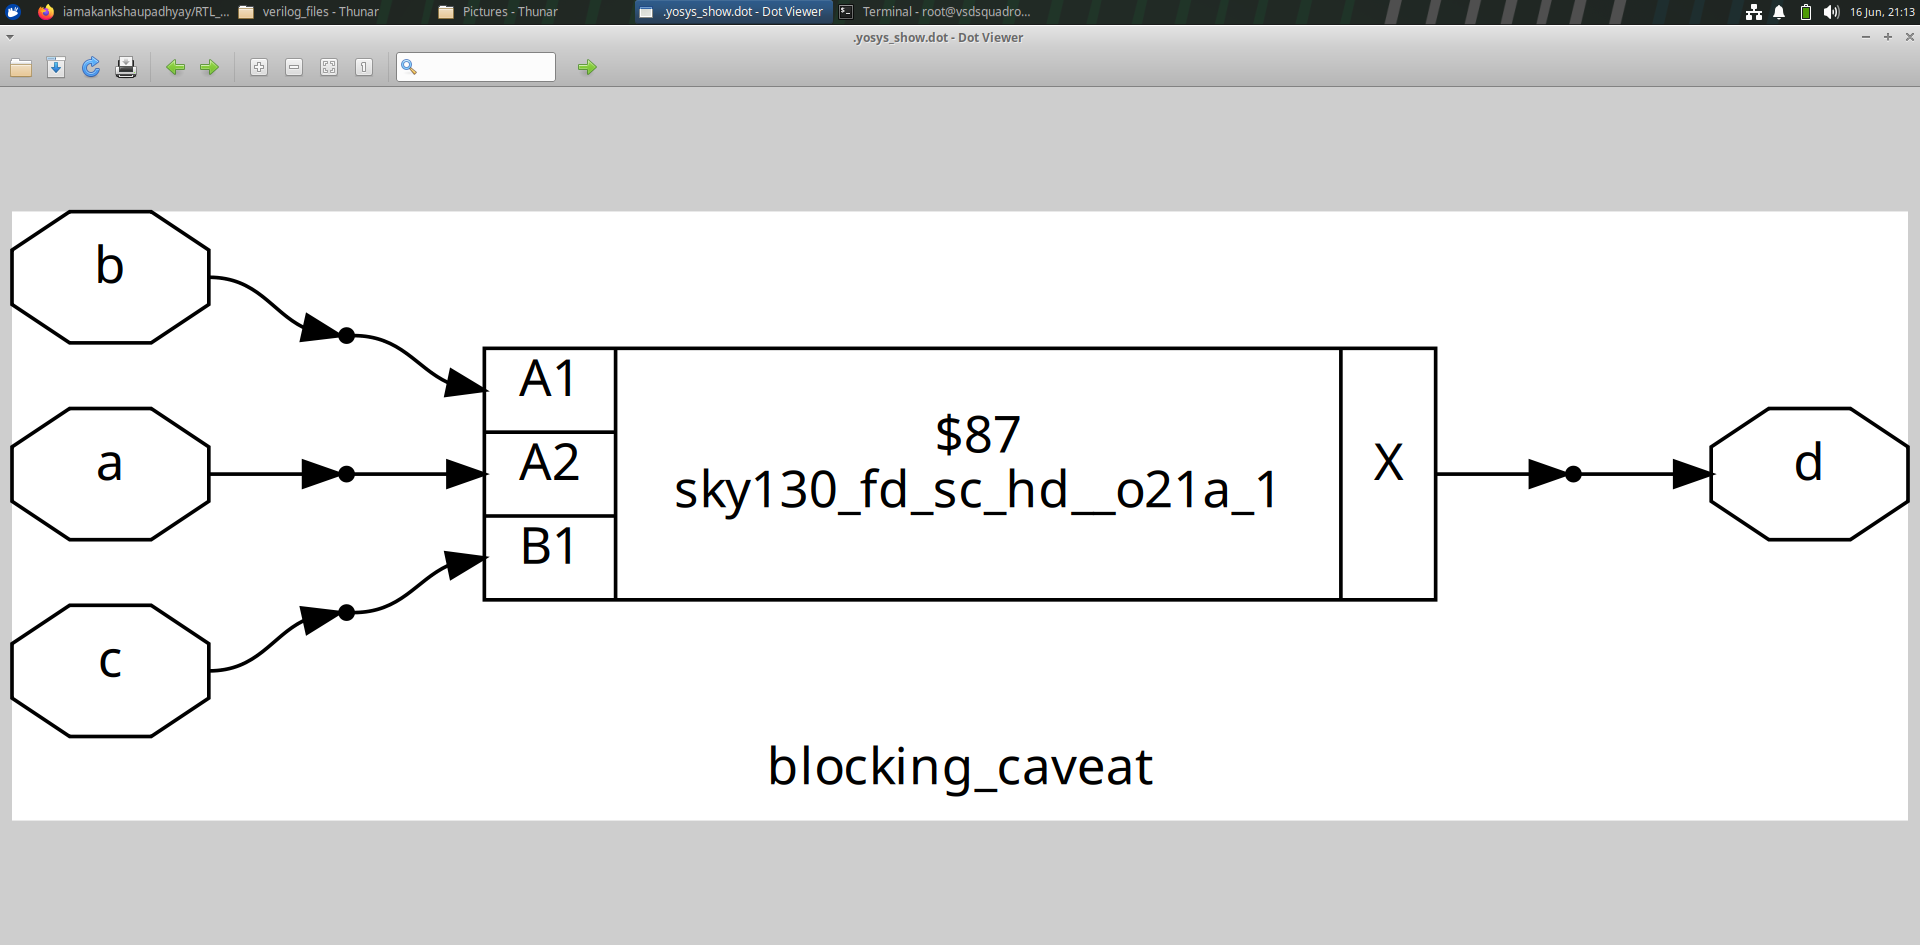 iamakankshaupadhyay/RTL_... verilog_files - Thunar Pictures - Thunar .yosys_show.dot - Dot Viewer Terminal - root@vsdsquadro... 16 Jun, 21:13
.yosys_show.dot - Dot Viewer
b
A1
a
A2
$87
sky130_fd_sc_hd__o21a_1
X
d
B1
c
blocking_caveat